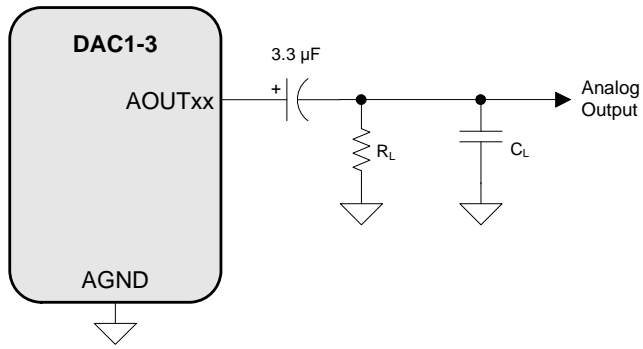 DAC1-3
3.3 µF
AOUTxx
+
Analog
Output
R_L
C_L
AGND